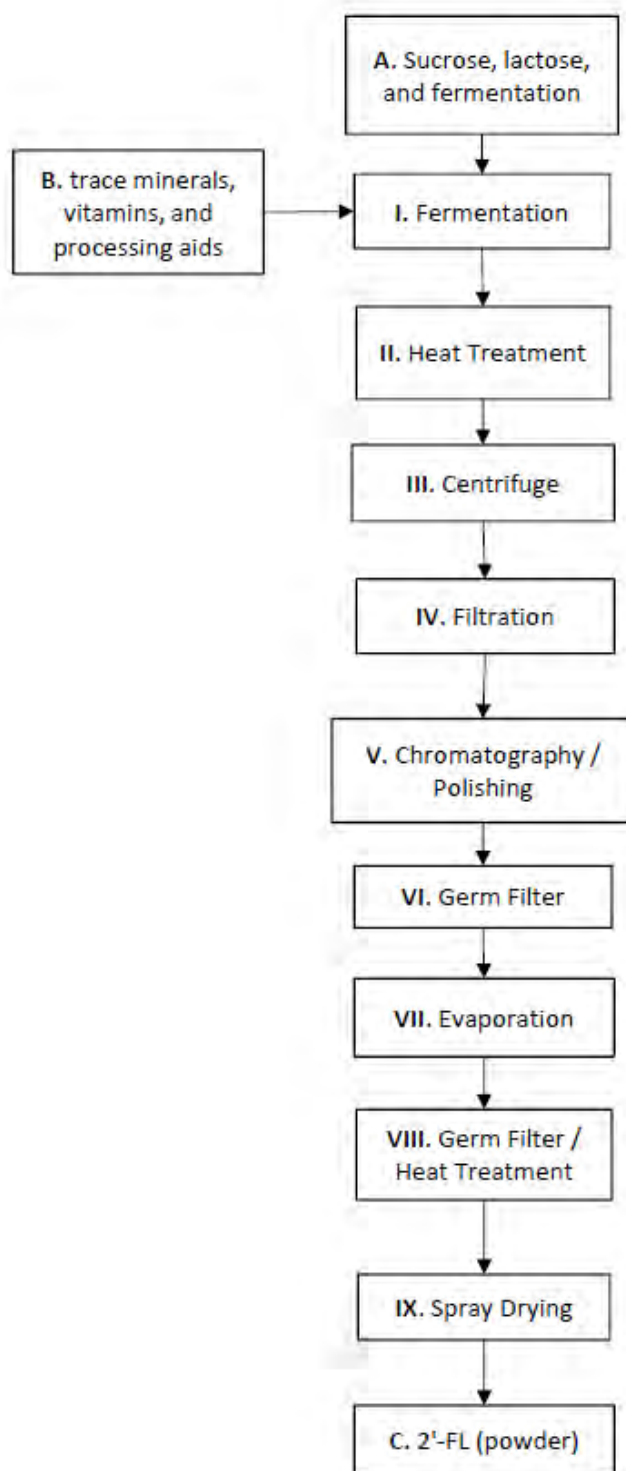 A. Sucrose, lactose,
and fermentation
B. trace minerals,
vitamins, and
processing aids
I. Fermentation
II. Heat Treatment
III. Centrifuge
IV. Filtration
V. Chromatography /
Polishing
VI. Germ Filter
VII. Evaporation
VIII. Germ Filter /
Heat Treatment
IX. Spray Drying
C. 2'-FL (powder)